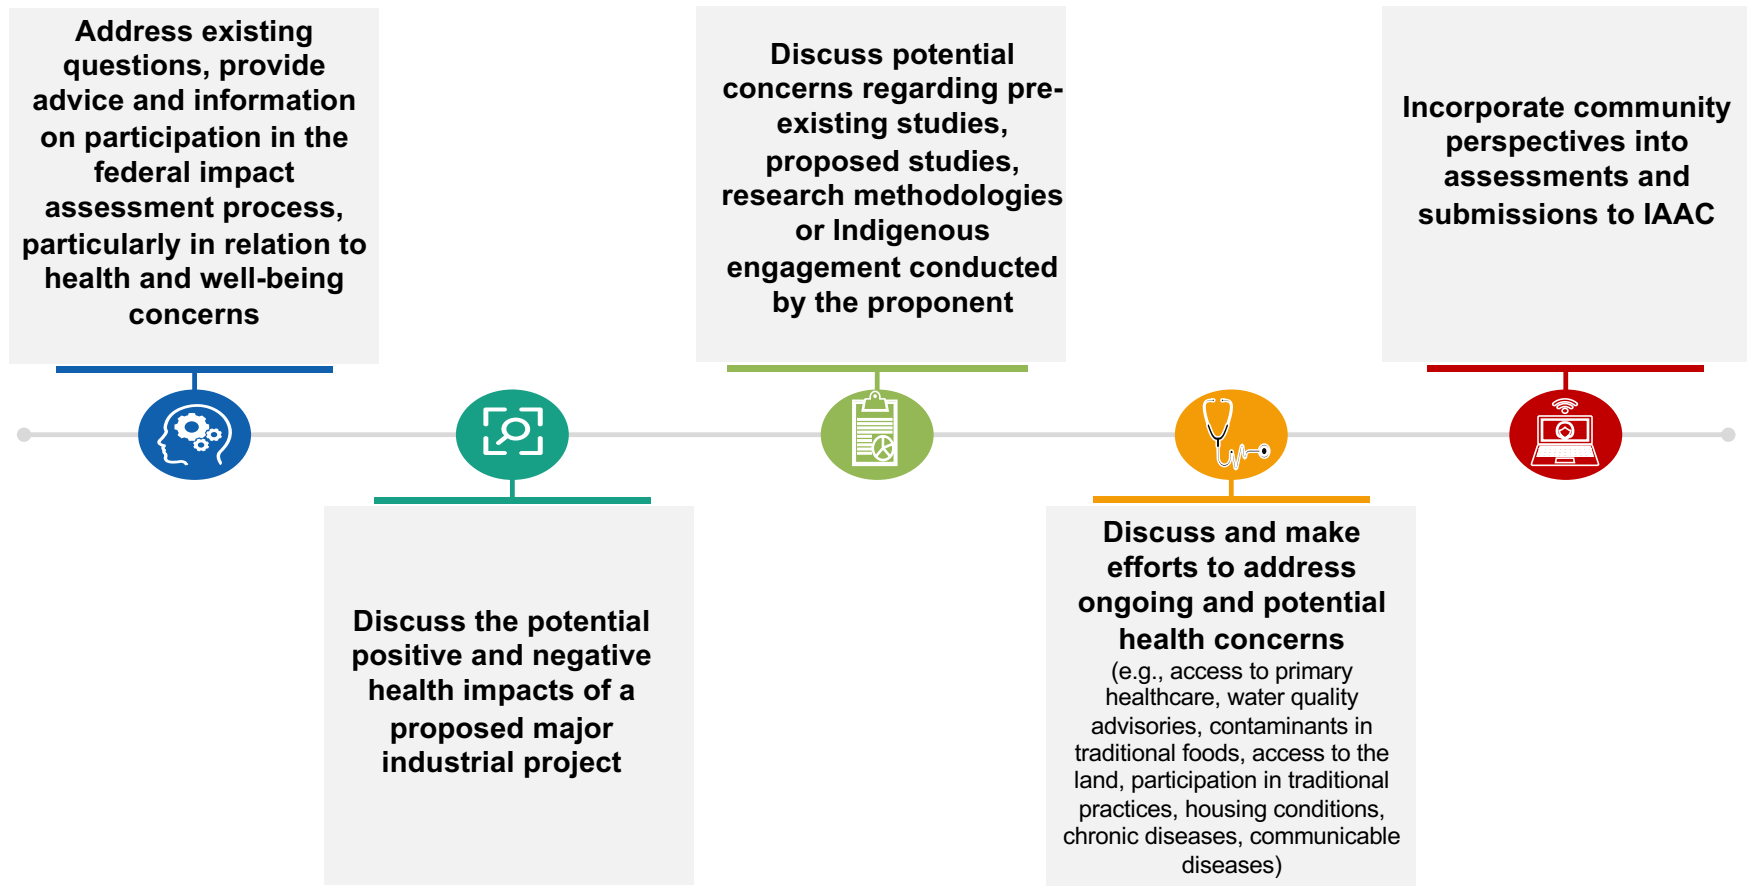 Address existing
questions, provide
advice and information
on participation in the
federal impact
assessment process,
particularly in relation to
health and well-being
concerns
Discuss the potential
positive and negative
health impacts of a
proposed major
industrial project
Discuss potential
concerns regarding pre-
existing studies,
proposed studies,
research methodologies
or Indigenous
engagement conducted
by the proponent
Discuss and make
efforts to address
ongoing and potential
health concerns
(e.g., access to primary
healthcare, water quality
advisories, contaminants in
traditional foods, access to the
land, participation in traditional
practices, housing conditions,
chronic diseases, communicable
diseases)
Incorporate community
perspectives into
assessments and
submissions to IAAC